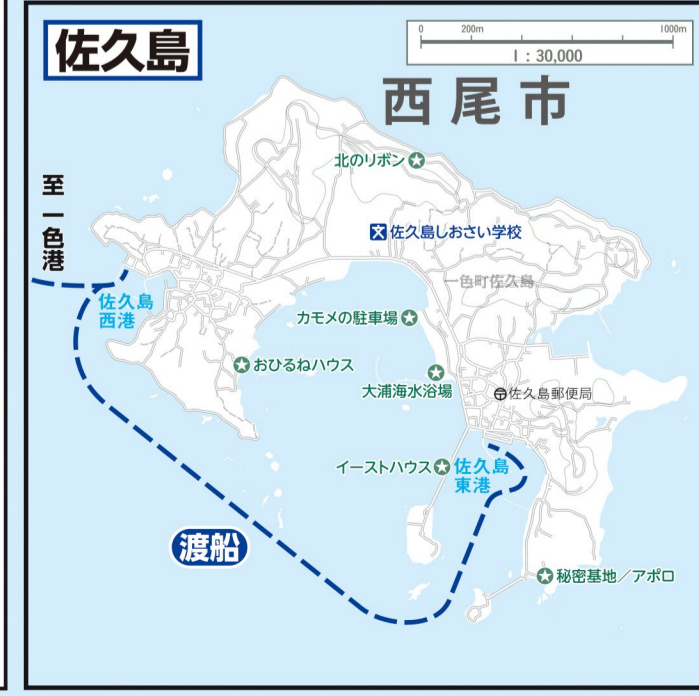 佐久島
0 200m 1000m
1 : 30,000
西尾市
北のリボン
至一色港
佐久島しおさい学校
一色町佐久島
佐久島
西港
カモメの駐車場
おひるねハウス
大浦海水浴場
佐久島郵便局
イーストハウス
佐久島
東港
渡船
秘密基地/アポロ